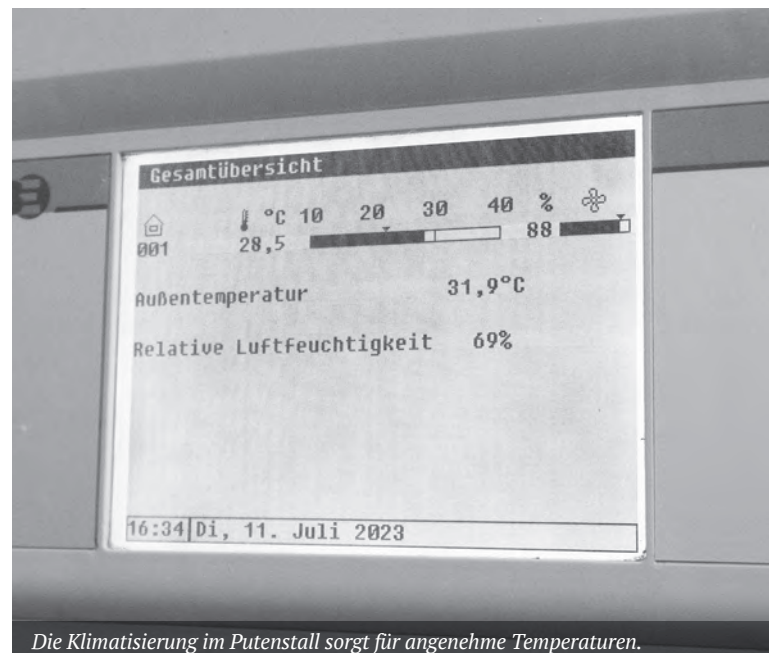 Gesamtübersicht
°C 10 20 30 40 %
001 28,5 88
Außentemperatur 31,9°C
Relative Luftfeuchtigkeit 69%
16:34 Di, 11. Juli 2023
Die Klimatisierung im Putenstall sorgt für angenehme Temperaturen.